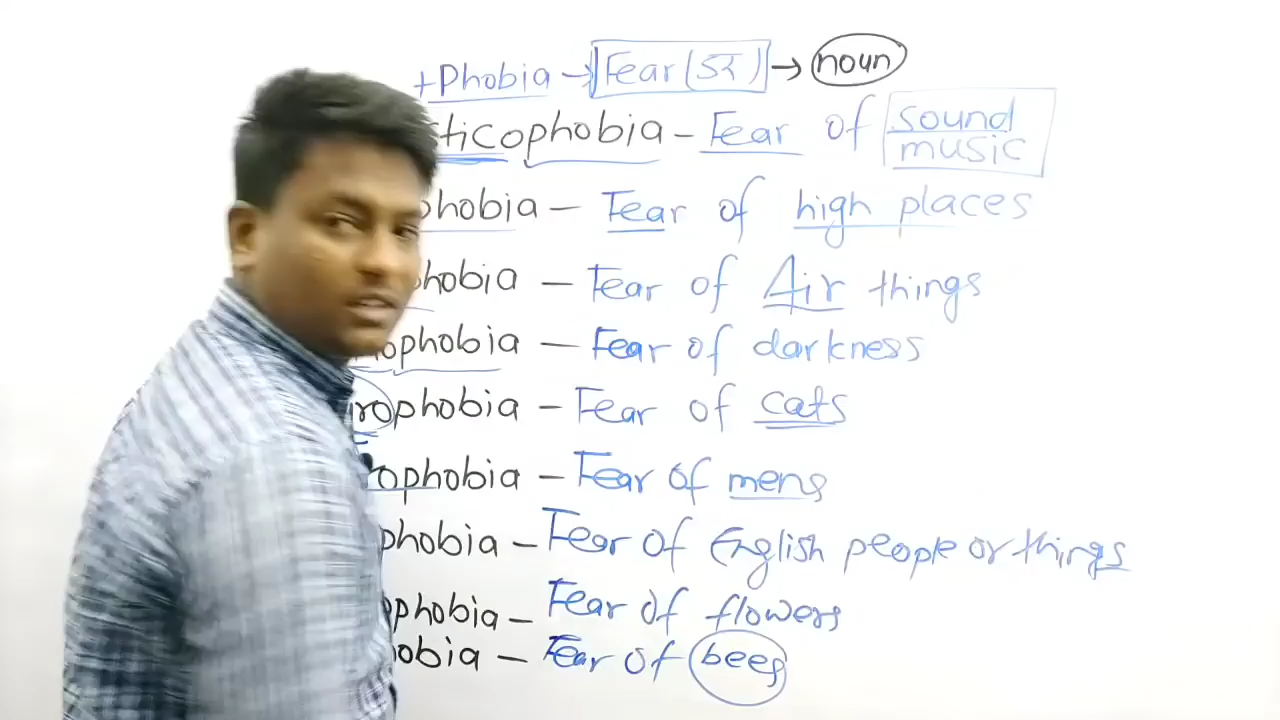 +Phobia → Fear (डर) → noun
sticophobia – Fear of sound music
phobia – Fear of high places
hobia – Fear of Air things
ophobia – Fear of darkness
rophobia – Fear of cats
ophobia – Fear of mens
phobia – Fear of English people or things
ophobia – Fear of flowers
obia – Fear of bees